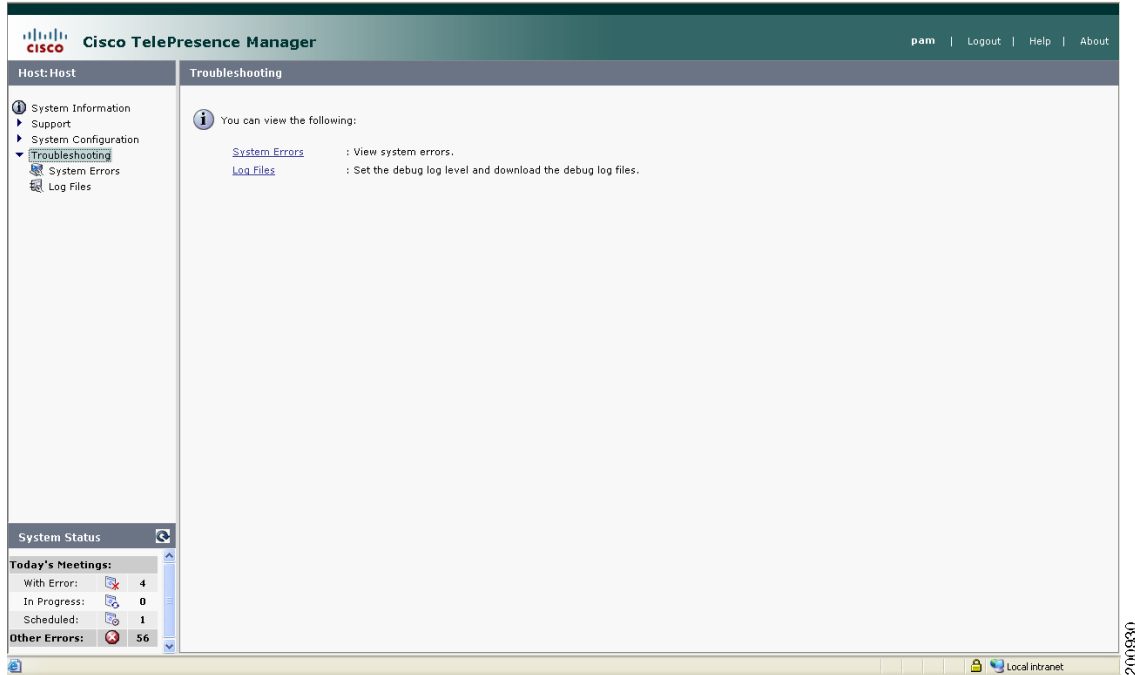 CISCO Cisco TelePresence Manager
pam | Logout | Help | About
Host: Host
Troubleshooting
System Information
Support
System Configuration
Troubleshooting
System Errors
Log Files
You can view the following:
System Errors : View system errors.
Log Files : Set the debug log level and download the debug log files.
System Status
Today's Meetings:
With Error: 4
In Progress: 0
Scheduled: 1
Other Errors: 56
Local intranet
200930